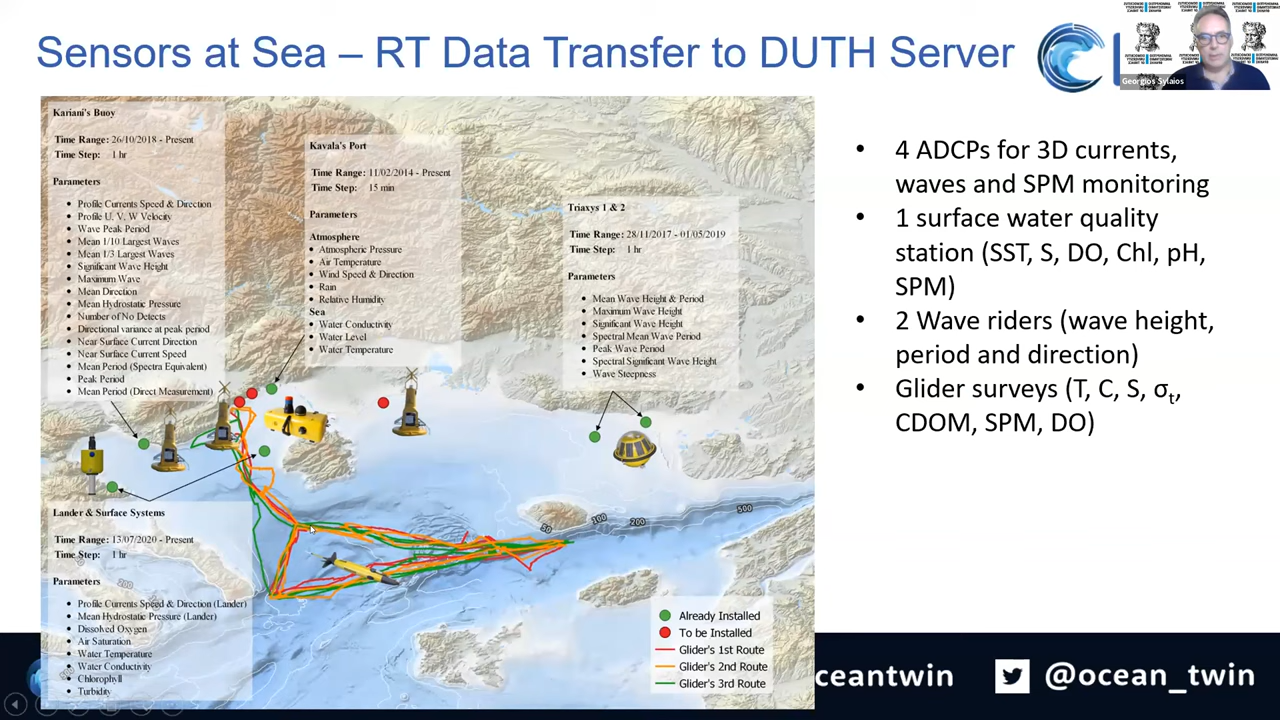 Sensors at Sea – RT Data Transfer to DUTH Server
Georgios Sylaios
Kariani's Buoy
Time Range: 26/10/2018 - Present
Time Step: 1 hr
Parameters
• Profile Currents Speed & Direction
• Profile U, V, W Velocity
• Wave Peak Period
• Mean 1/10 Largest Waves
• Mean 1/3 Largest Waves
• Significant Wave Height
• Maximum Wave
• Mean Direction
• Mean Hydrostatic Pressure
• Number of No Detects
• Directional variance at peak period
• Near Surface Current Direction
• Near Surface Current Speed
• Mean Period (Spectra Equivalent)
• Peak Period
• Mean Period (Direct Measurement)
Kavala's Port
Time Range: 11/02/2014 - Present
Time Step: 15 min
Parameters
Atmosphere
• Atmospheric Pressure
• Air Temperature
• Wind Speed & Direction
• Rain
• Relative Humidity
Sea
• Water Conductivity
• Water Level
• Water Temperature
Triaxys 1 & 2
Time Range: 28/11/2017 - 01/05/2019
Time Step: 1 hr
Parameters
• Mean Wave Height & Period
• Maximum Wave Height
• Significant Wave Height
• Spectral Mean Wave Period
• Peak Wave Period
• Spectral Significant Wave Height
• Wave Steepness
Lander & Surface Systems
Time Range: 13/07/2020 - Present
Time Step: 1 hr
Parameters
• Profile Currents Speed & Direction (Lander)
• Mean Hydrostatic Pressure (Lander)
• Dissolved Oxygen
• Air Saturation
• Water Temperature
• Water Conductivity
• Chlorophyll
• Turbidity
200
50
100
200
500
Already Installed
To be Installed
Glider's 1st Route
Glider's 2nd Route
Glider's 3rd Route
• 4 ADCPs for 3D currents,
waves and SPM monitoring
• 1 surface water quality
station (SST, S, DO, Chl, pH,
SPM)
• 2 Wave riders (wave height,
period and direction)
• Glider surveys (T, C, S, σt,
CDOM, SPM, DO)
ceantwin
@ocean_twin